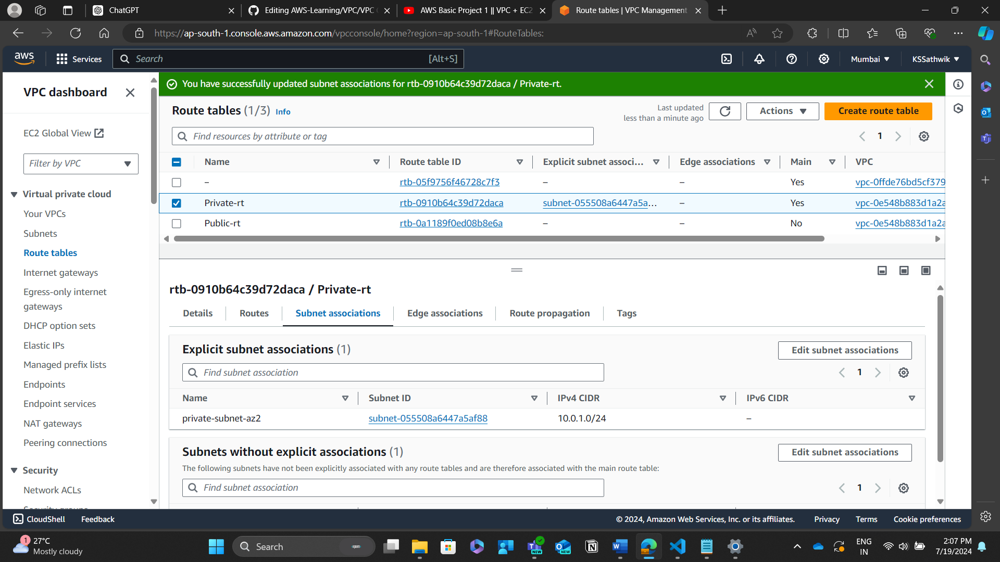 ChatGPT
Editing AWS-Learning/VPC/VPC
AWS Basic Project 1 || VPC + EC2
Route tables | VPC Management
https://ap-south-1.console.aws.amazon.com/vpcconsole/home?region=ap-south-1#RouteTables:
aws
Services
Search
[Alt+S]
Mumbai
KSSathwik
VPC dashboard
EC2 Global View
Filter by VPC
Virtual private cloud
Your VPCs
Subnets
Route tables
Internet gateways
Egress-only internet
gateways
DHCP option sets
Elastic IPs
Managed prefix lists
Endpoints
Endpoint services
NAT gateways
Peering connections
Security
Network ACLs
Security groups
You have successfully updated subnet associations for rtb-0910b64c39d72daca / Private-rt.
Route tables (1/3) Info
Last updated
less than a minute ago
Actions
Create route table
Find resources by attribute or tag
1
Name Route table ID Explicit subnet associ... Edge associations Main VPC
– rtb-05f9756f46728c7f3 – – Yes vpc-0ffde76bd5cf379
Private-rt rtb-0910b64c39d72daca subnet-055508a6447a5a... – Yes vpc-0e548b883d1a2a
Public-rt rtb-0a1189f0ed08b8e6a – – No vpc-0e548b883d1a2a
rtb-0910b64c39d72daca / Private-rt
Details Routes Subnet associations Edge associations Route propagation Tags
Explicit subnet associations (1)
Edit subnet associations
Find subnet association
1
Name Subnet ID IPv4 CIDR IPv6 CIDR
private-subnet-az2 subnet-055508a6447a5af88 10.0.1.0/24 –
Subnets without explicit associations (1)
Edit subnet associations
The following subnets have not been explicitly associated with any route tables and are therefore associated with the main route table:
Find subnet association
1
CloudShell Feedback
© 2024, Amazon Web Services, Inc. or its affiliates. Privacy Terms Cookie preferences
1
27°C
Mostly cloudy
Search
NEW
NEW
ENG
IN
2:07 PM
7/19/2024